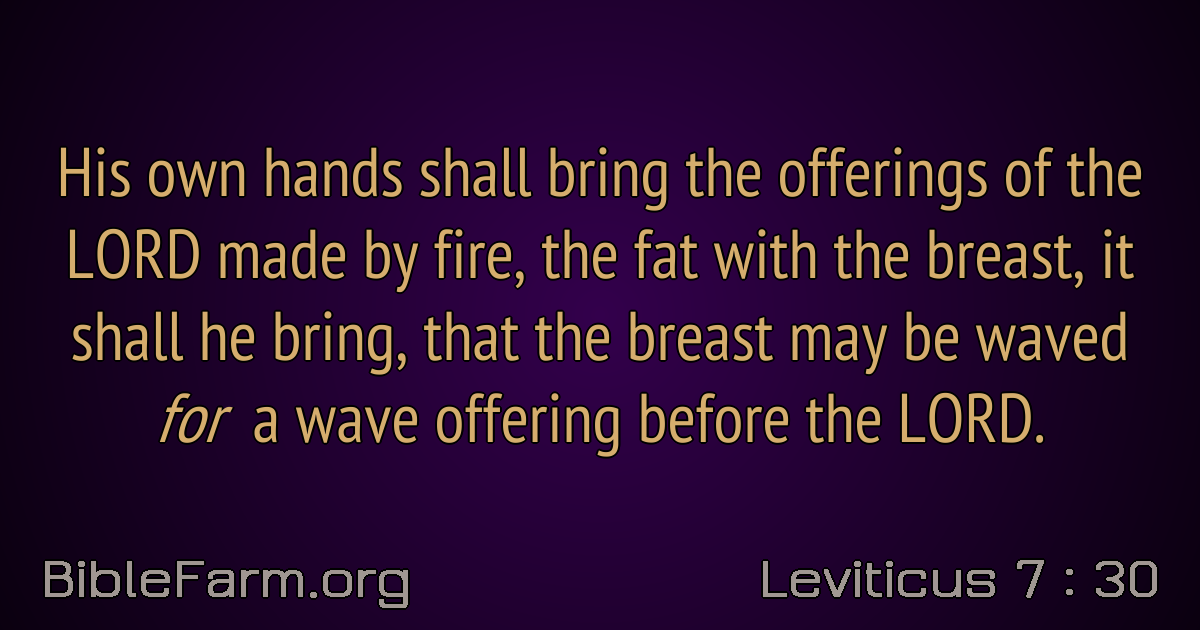 His own hands shall bring the offerings of the
LORD made by fire, the fat with the breast, it
shall he bring, that the breast may be waved
for a wave offering before the LORD.
BibleFarm.org
Leviticus 7 : 30